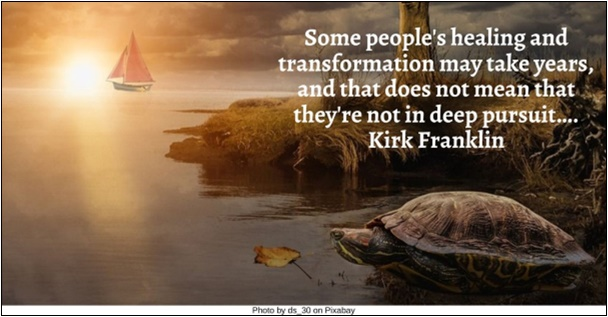 Some people's healing and
transformation may take years,
and that does not mean that
they're not in deep pursuit....
Kirk Franklin
Photo by ds_30 on Pixabay